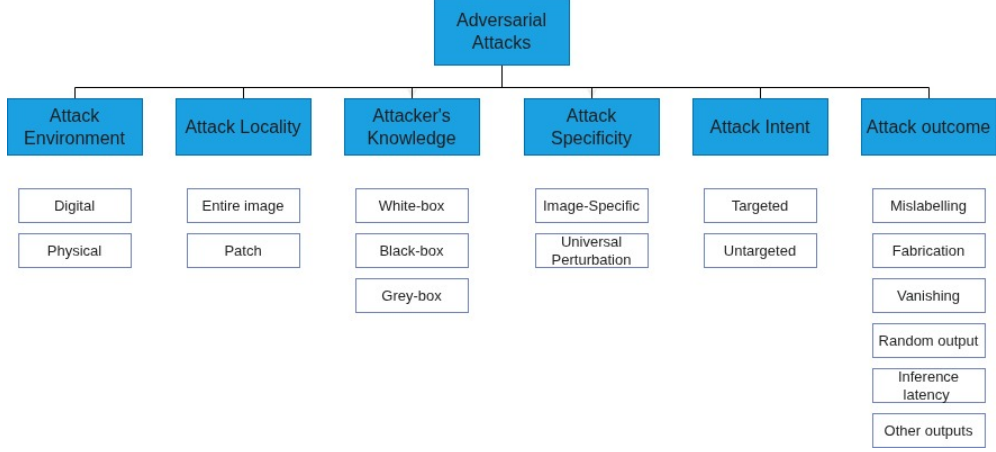 Adversarial
Attacks
Attack
Environment
Attack Locality
Attacker's
Knowledge
Attack
Specificity
Attack Intent
Attack outcome
Digital
Physical
Entire image
Patch
White-box
Black-box
Grey-box
Image-Specific
Universal
Perturbation
Targeted
Untargeted
Mislabelling
Fabrication
Vanishing
Random output
Inference
latency
Other outputs